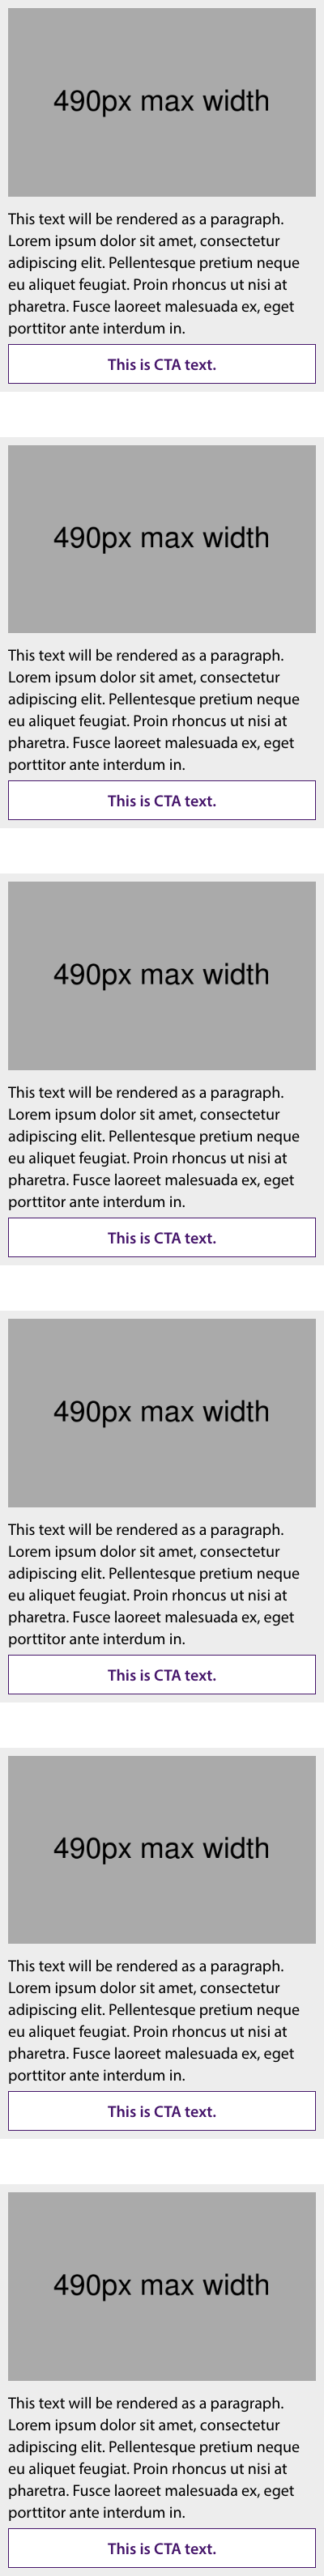 490px max width
This text will be rendered as a paragraph.
Lorem ipsum dolor sit amet, consectetur
adipiscing elit. Pellentesque pretium neque
eu aliquet feugiat. Proin rhoncus ut nisi at
pharetra. Fusce laoreet malesuada ex, eget
porttitor ante interdum in.
This is CTA text.
490px max width
This text will be rendered as a paragraph.
Lorem ipsum dolor sit amet, consectetur
adipiscing elit. Pellentesque pretium neque
eu aliquet feugiat. Proin rhoncus ut nisi at
pharetra. Fusce laoreet malesuada ex, eget
porttitor ante interdum in.
This is CTA text.
490px max width
This text will be rendered as a paragraph.
Lorem ipsum dolor sit amet, consectetur
adipiscing elit. Pellentesque pretium neque
eu aliquet feugiat. Proin rhoncus ut nisi at
pharetra. Fusce laoreet malesuada ex, eget
porttitor ante interdum in.
This is CTA text.
490px max width
This text will be rendered as a paragraph.
Lorem ipsum dolor sit amet, consectetur
adipiscing elit. Pellentesque pretium neque
eu aliquet feugiat. Proin rhoncus ut nisi at
pharetra. Fusce laoreet malesuada ex, eget
porttitor ante interdum in.
This is CTA text.
490px max width
This text will be rendered as a paragraph.
Lorem ipsum dolor sit amet, consectetur
adipiscing elit. Pellentesque pretium neque
eu aliquet feugiat. Proin rhoncus ut nisi at
pharetra. Fusce laoreet malesuada ex, eget
porttitor ante interdum in.
This is CTA text.
490px max width
This text will be rendered as a paragraph.
Lorem ipsum dolor sit amet, consectetur
adipiscing elit. Pellentesque pretium neque
eu aliquet feugiat. Proin rhoncus ut nisi at
pharetra. Fusce laoreet malesuada ex, eget
porttitor ante interdum in.
This is CTA text.